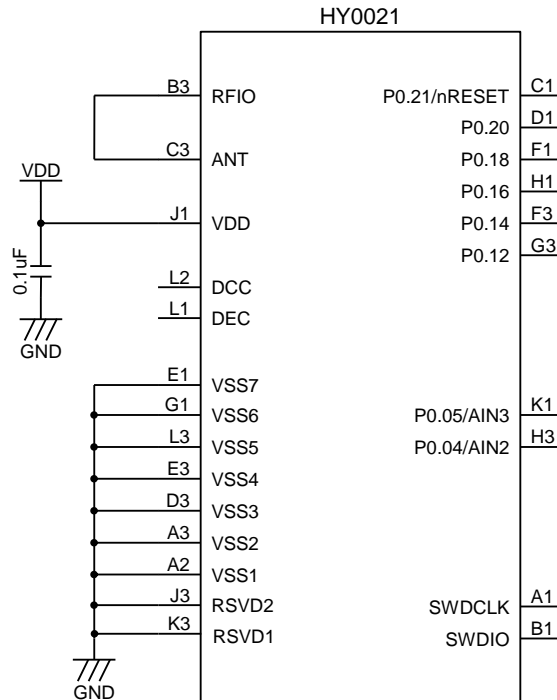 HY0021
B3 RFIO P0.21/nRESET C1
P0.20 D1
C3 ANT P0.18 F1
VDD
P0.16 H1
J1 VDD P0.14 F3
P0.12 G3
0.1uF
L2 DCC
L1 DEC
GND
E1 VSS7
G1 VSS6 P0.05/AIN3 K1
L3 VSS5 P0.04/AIN2 H3
E3 VSS4
D3 VSS3
A3 VSS2
A2 VSS1
J3 RSVD2 SWDCLK A1
K3 RSVD1 SWDIO B1
GND